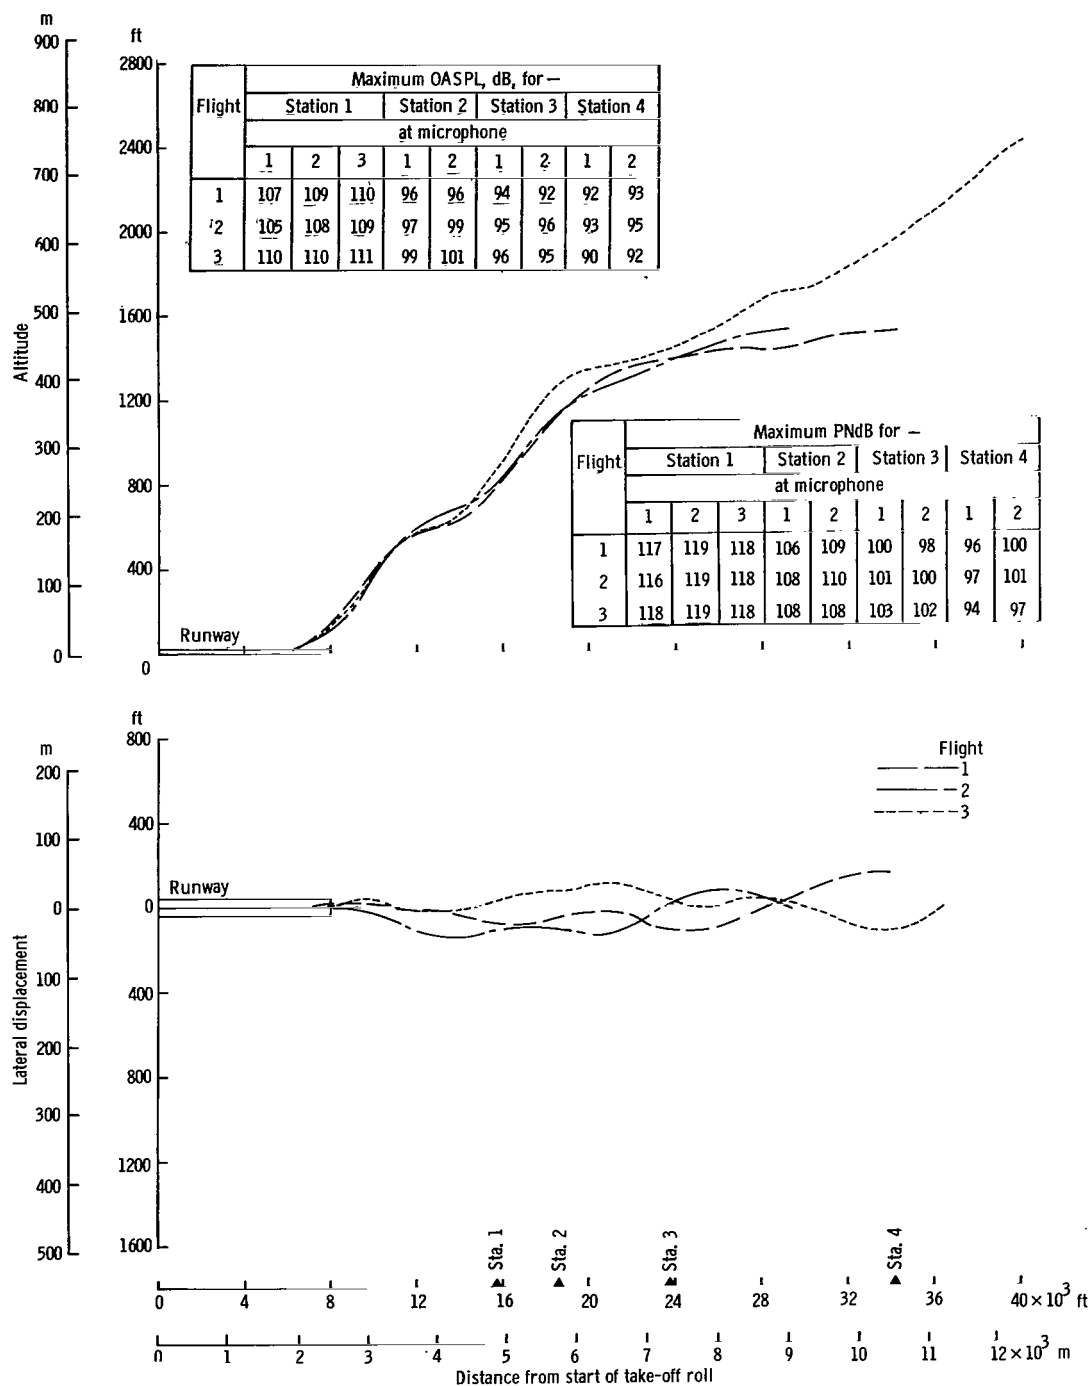 m
ft
900
800
700
600
500
400
300
200
100
0
Altitude
2800
2400
2000
1600
1200
800
400
0
Maximum OASPL, dB, for —
Flight Station 1 Station 2 Station 3 Station 4
at microphone
1 2 3 1 2 1 2 1 2
1 107 109 110 96 96 94 92 92 93
2 105 108 109 97 99 95 96 93 95
3 110 110 111 99 101 96 95 90 92
Maximum PNdB for —
Flight Station 1 Station 2 Station 3 Station 4
at microphone
1 2 3 1 2 1 2 1 2
1 117 119 118 106 109 100 98 96 100
2 116 119 118 108 110 101 100 97 101
3 118 119 118 108 108 103 102 94 97
Runway
ft
m
200
100
0
100
200
300
400
500
Lateral displacement
800
400
0
400
800
1200
1600
Flight
1
2
3
Runway
Sta. 1
Sta. 2
Sta. 3
Sta. 4
0 4 8 12 16 20 24 28 32 36 40 × 10³ ft
0 1 2 3 4 5 6 7 8 9 10 11 12 × 10³ m
Distance from start of take-off roll